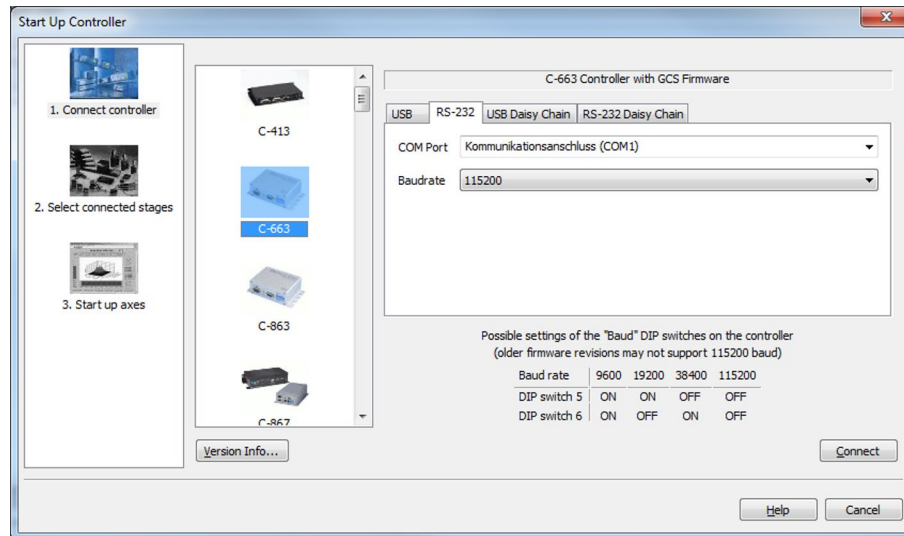 Start Up Controller
1. Connect controller
2. Select connected stages
3. Start up axes
C-413
C-663
C-863
C-867
Version Info...
C-663 Controller with GCS Firmware
USB RS-232 USB Daisy Chain RS-232 Daisy Chain
COM Port Kommunikationsanschluss (COM1)
Baudrate 115200
Possible settings of the "Baud" DIP switches on the controller
(older firmware revisions may not support 115200 baud)
Baud rate 9600 19200 38400 115200
DIP switch 5 ON ON OFF OFF
DIP switch 6 ON OFF ON OFF
Connect
Help Cancel